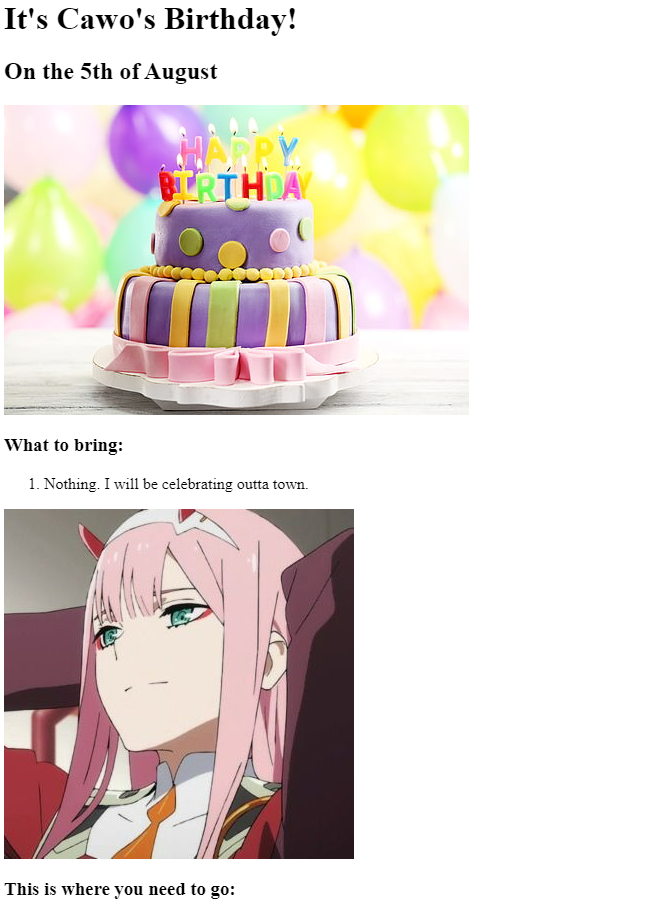 It's Cawo's Birthday!
On the 5th of August
HAPPY
BIRTHDAY
What to bring:
1. Nothing. I will be celebrating outta town.
This is where you need to go: